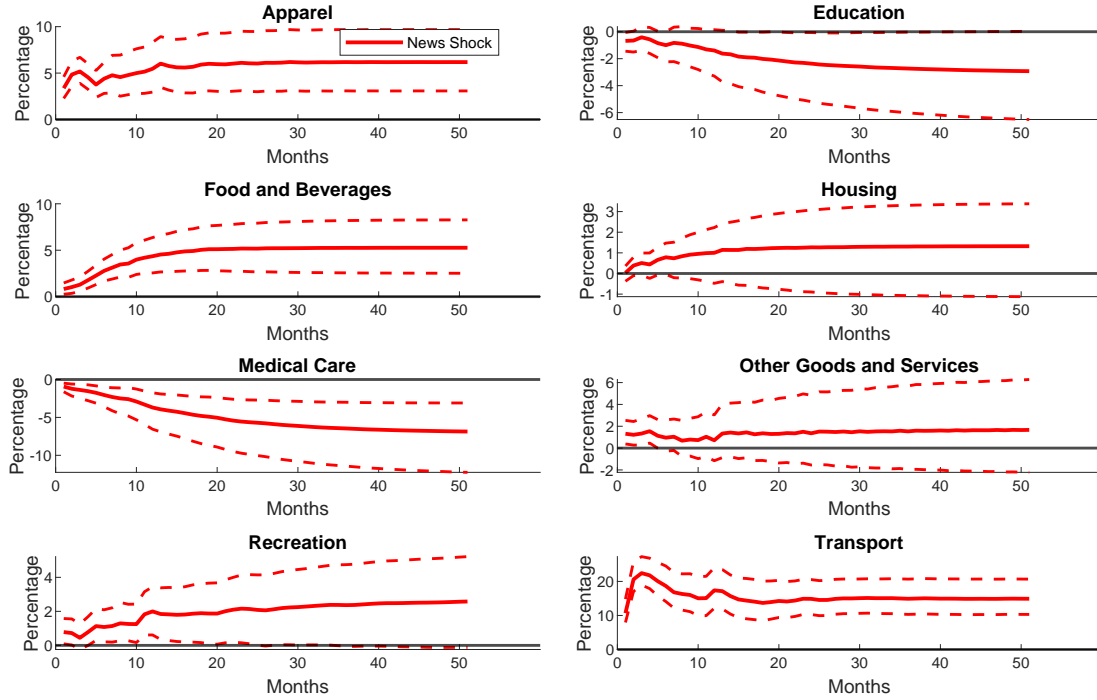 Apparel
Percentage
10
5
0
News Shock
0 10 20 30 40 50
Months
Education
Percentage
0
-2
-4
-6
0 10 20 30 40 50
Months
Food and Beverages
Percentage
10
5
0
0 10 20 30 40 50
Months
Housing
Percentage
3
2
1
0
-1
0 10 20 30 40 50
Months
Medical Care
Percentage
0
-5
-10
0 10 20 30 40 50
Months
Other Goods and Services
Percentage
6
4
2
0
-2
0 10 20 30 40 50
Months
Recreation
Percentage
4
2
0
0 10 20 30 40 50
Months
Transport
Percentage
20
10
0
0 10 20 30 40 50
Months